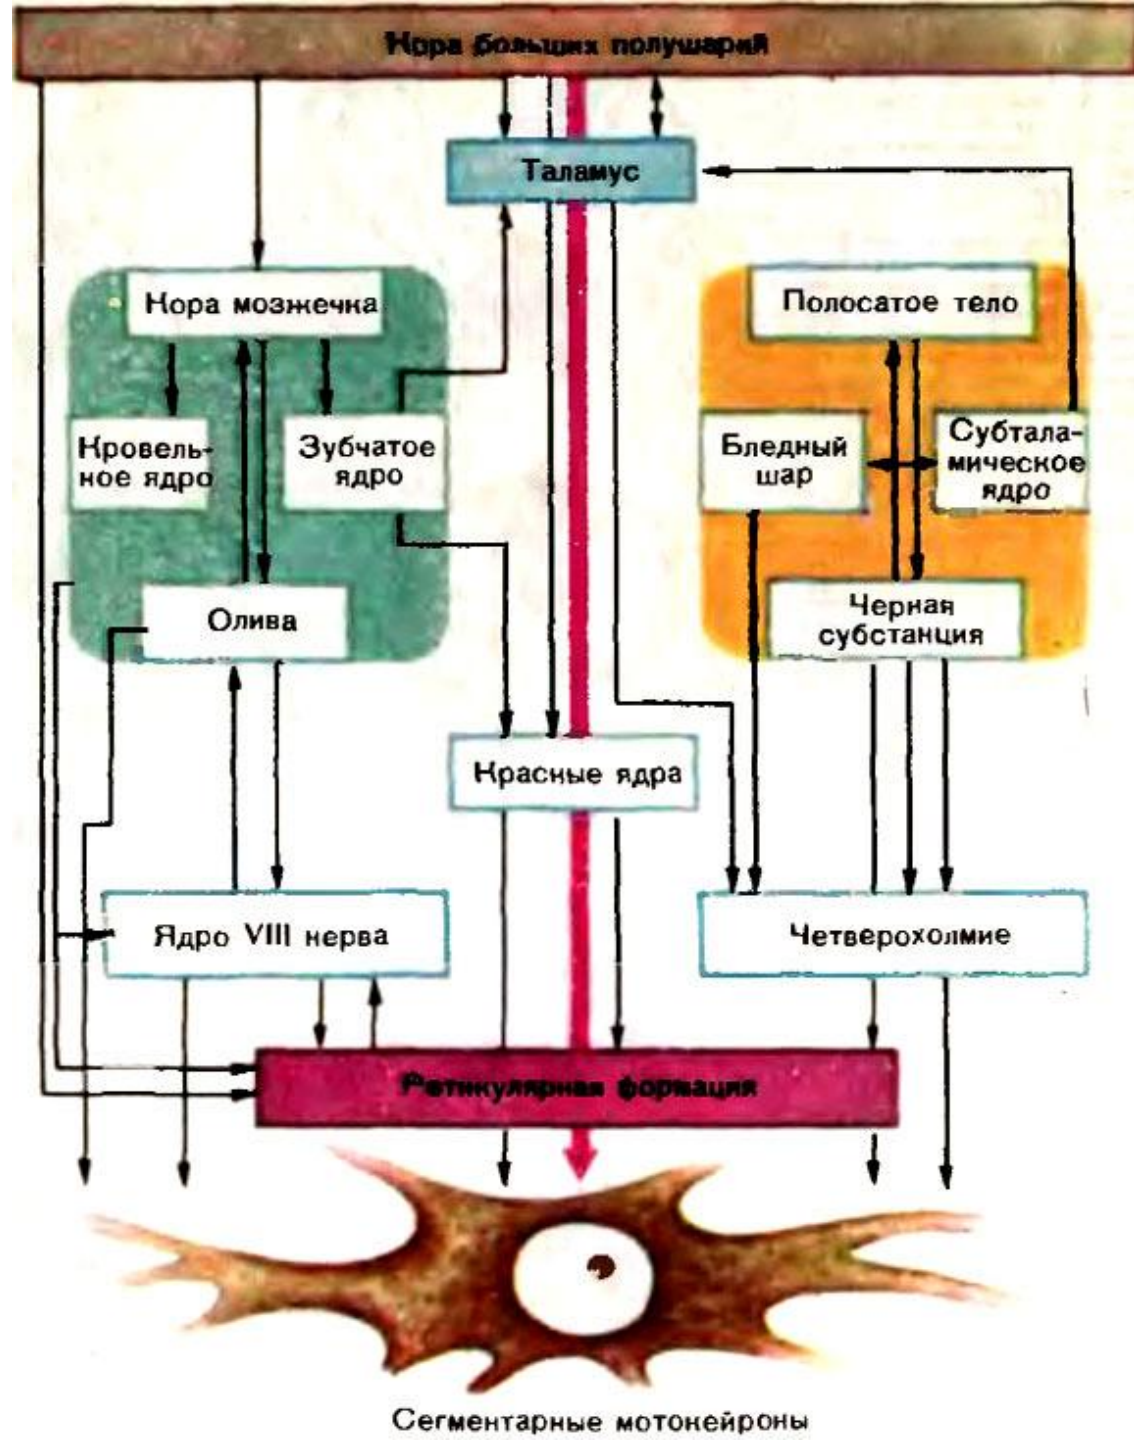 Кора больших полушарий
Таламус
Кора мозжечка
Полосатое тело
Кровель-
ное ядро
Зубчатое
ядро
Бледный
шар
Субтала-
мическое
ядро
Олива
Черная
субстанция
Красные ядра
Ядро VIII нерва
Четверохолмие
Ретикулярная формация
Сегментарные мотонейроны